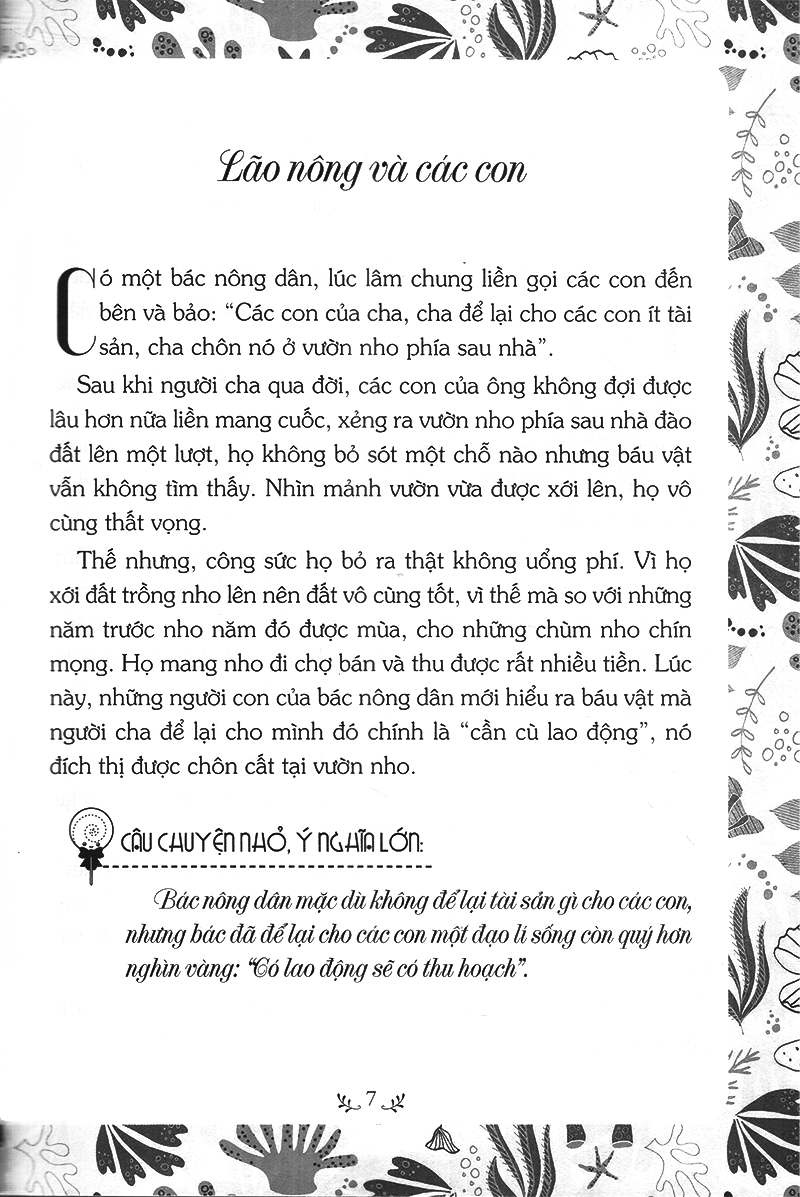 Lão nông và các con
Có một bác nông dân, lúc lâm chung liền gọi các con đến
bên và bảo: “Các con của cha, cha để lại cho các con ít tài
sản, cha chôn nó ở vườn nho phía sau nhà”.
Sau khi người cha qua đời, các con của ông không đợi được
lâu hơn nữa liền mang cuốc, xẻng ra vườn nho phía sau nhà đào
đất lên một lượt, họ không bỏ sót một chỗ nào nhưng báu vật
vẫn không tìm thấy. Nhìn mảnh vườn vừa được xới lên, họ vô
cùng thất vọng.
Thế nhưng, công sức họ bỏ ra thật không uổng phí. Vì họ
xới đất trồng nho lên nên đất vô cùng tốt, vì thế mà so với những
năm trước nho năm đó được mùa, cho những chùm nho chín
mọng. Họ mang nho đi chợ bán và thu được rất nhiều tiền. Lúc
này, những người con của bác nông dân mới hiểu ra báu vật mà
người cha để lại cho mình đó chính là “cần cù lao động”, nó
đích thị được chôn cất tại vườn nho.
CÂU CHUYỆN NHỎ, Ý NGHĨA LỚN:
Bác nông dân mặc dù không để lại tài sản gì cho các con,
nhưng bác đã để lại cho các con một đạo lí sống còn quý hơn
nghìn vàng: “Có lao động sẽ có thu hoạch”.
7